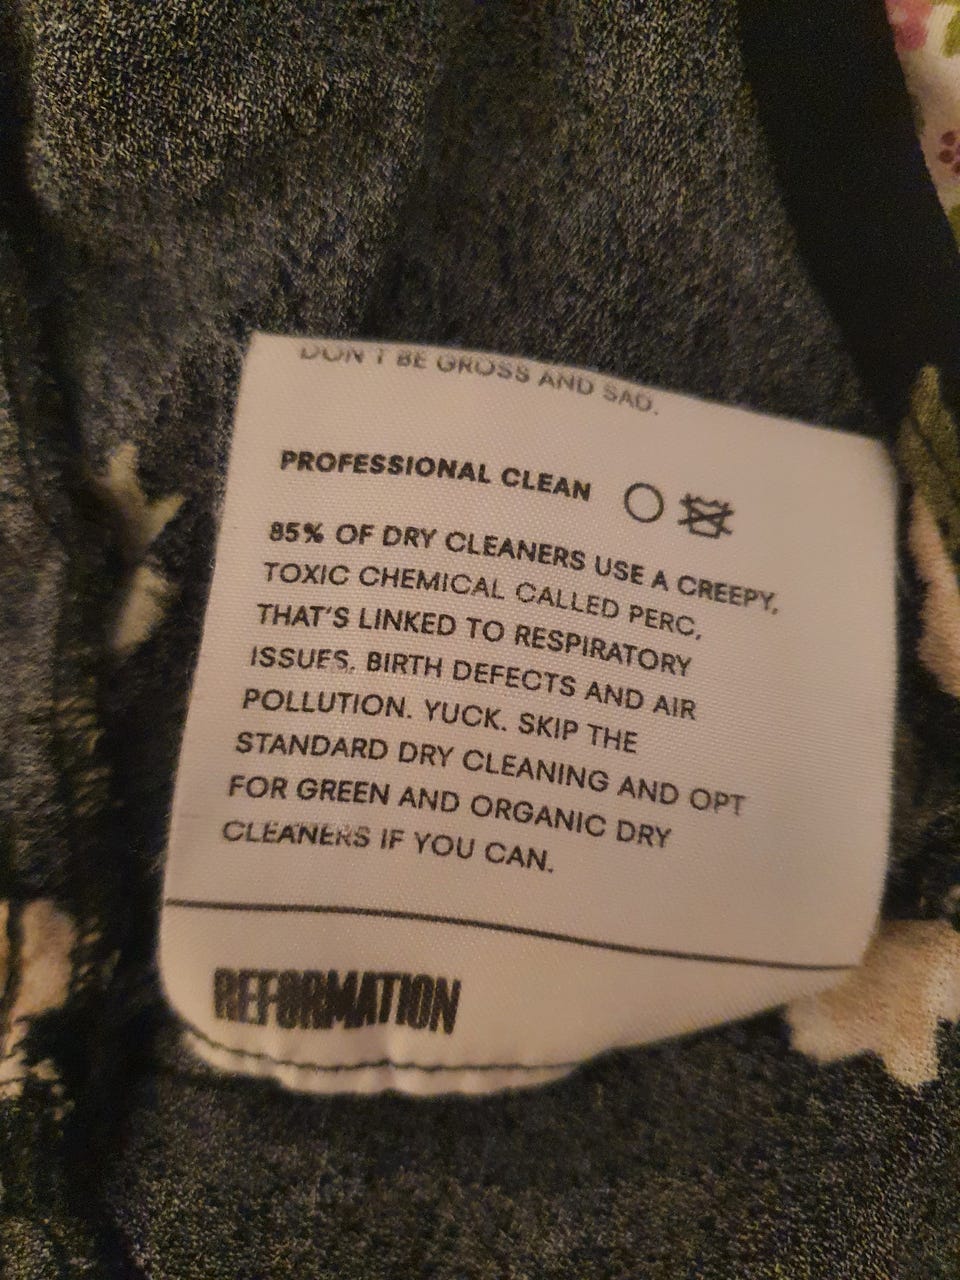 DON'T BE GROSS AND SAD.
PROFESSIONAL CLEAN
85% OF DRY CLEANERS USE A CREEPY,
TOXIC CHEMICAL CALLED PERC,
THAT'S LINKED TO RESPIRATORY
ISSUES, BIRTH DEFECTS AND AIR
POLLUTION. YUCK. SKIP THE
STANDARD DRY CLEANING AND OPT
FOR GREEN AND ORGANIC DRY
CLEANERS IF YOU CAN.
REFORMATION